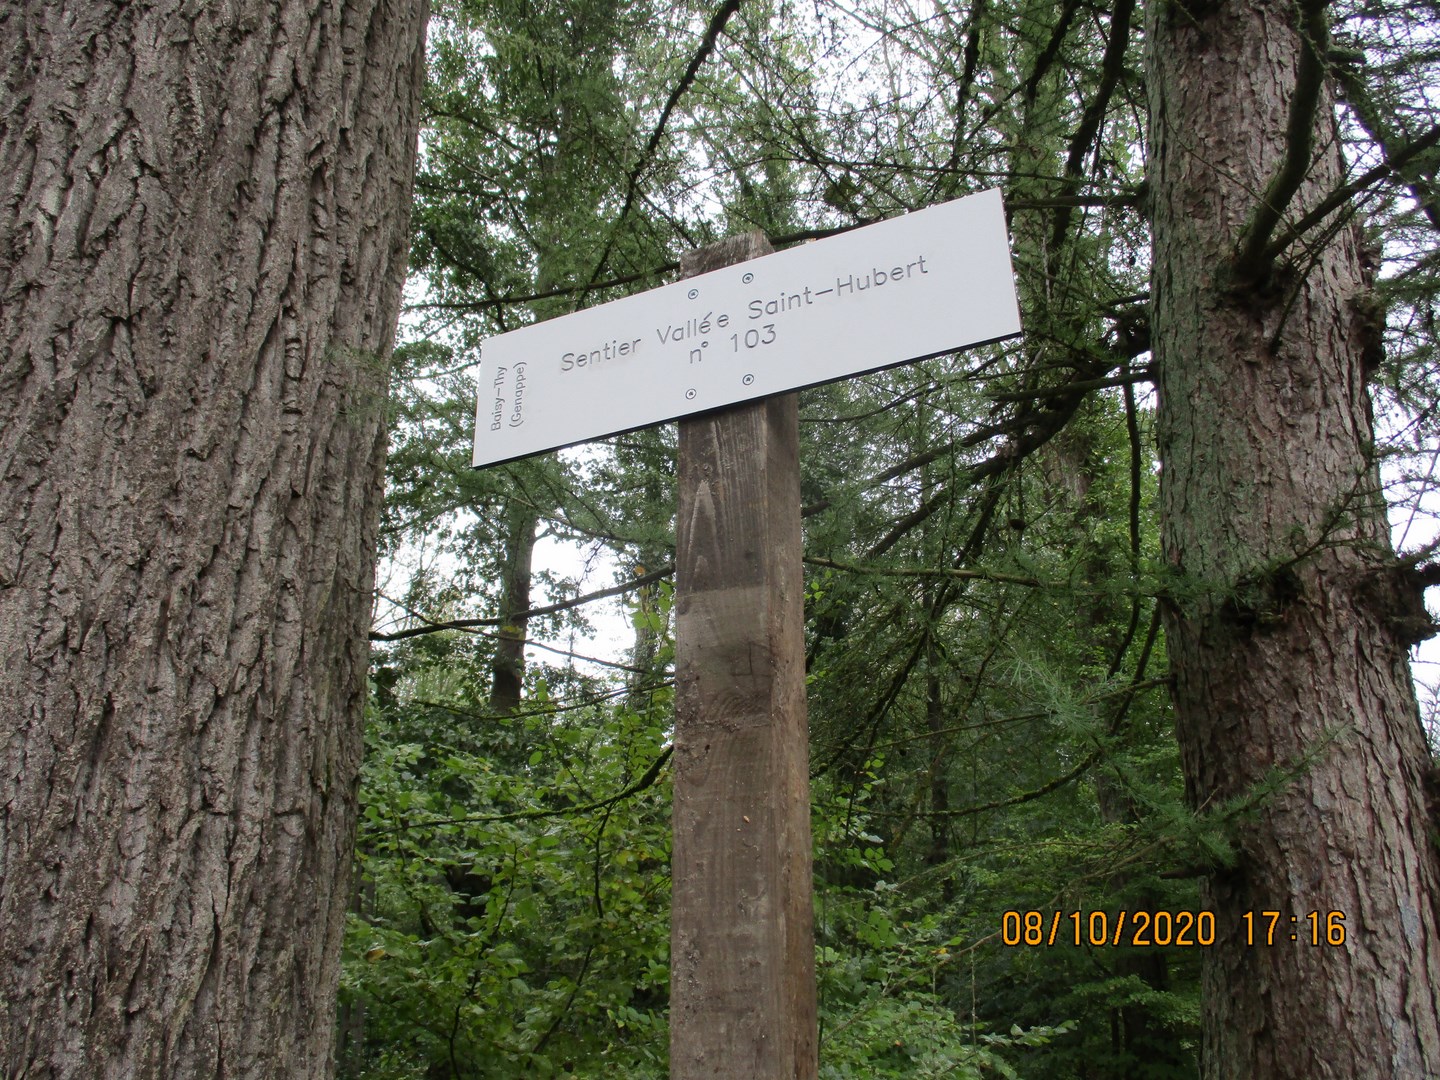 Baisy-Thy
(Genappe)
Sentier Vallée Saint-Hubert
n° 103
08/10/2020 17:16